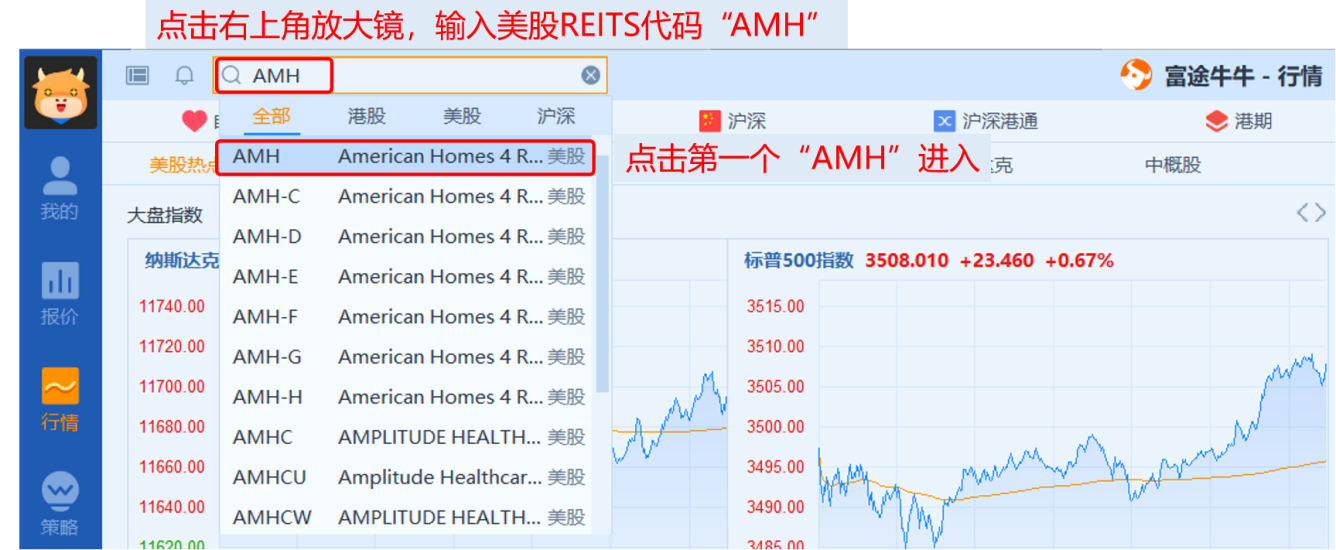 点击右上角放大镜，输入美股REITS代码“AMH”
AMH
富途牛牛 - 行情
全部 港股 美股 沪深
沪深 沪深港通 港期
美股热点
AMH American Homes 4 R... 美股
点击第一个“AMH”进入
克 中概股
我的
AMH-C American Homes 4 R... 美股
大盘指数
AMH-D American Homes 4 R... 美股
纳斯达克
标普500指数 3508.010 +23.460 +0.67%
AMH-E American Homes 4 R... 美股
11740.00
3515.00
报价
AMH-F American Homes 4 R... 美股
11720.00
3510.00
AMH-G American Homes 4 R... 美股
11700.00
3505.00
AMH-H American Homes 4 R... 美股
行情
11680.00
3500.00
AMHC AMPLITUDE HEALTH... 美股
11660.00
3495.00
AMHCU Amplitude Healthcar... 美股
11640.00
3490.00
AMHCW AMPLITUDE HEALTH... 美股
策略
11620.00
3485.00